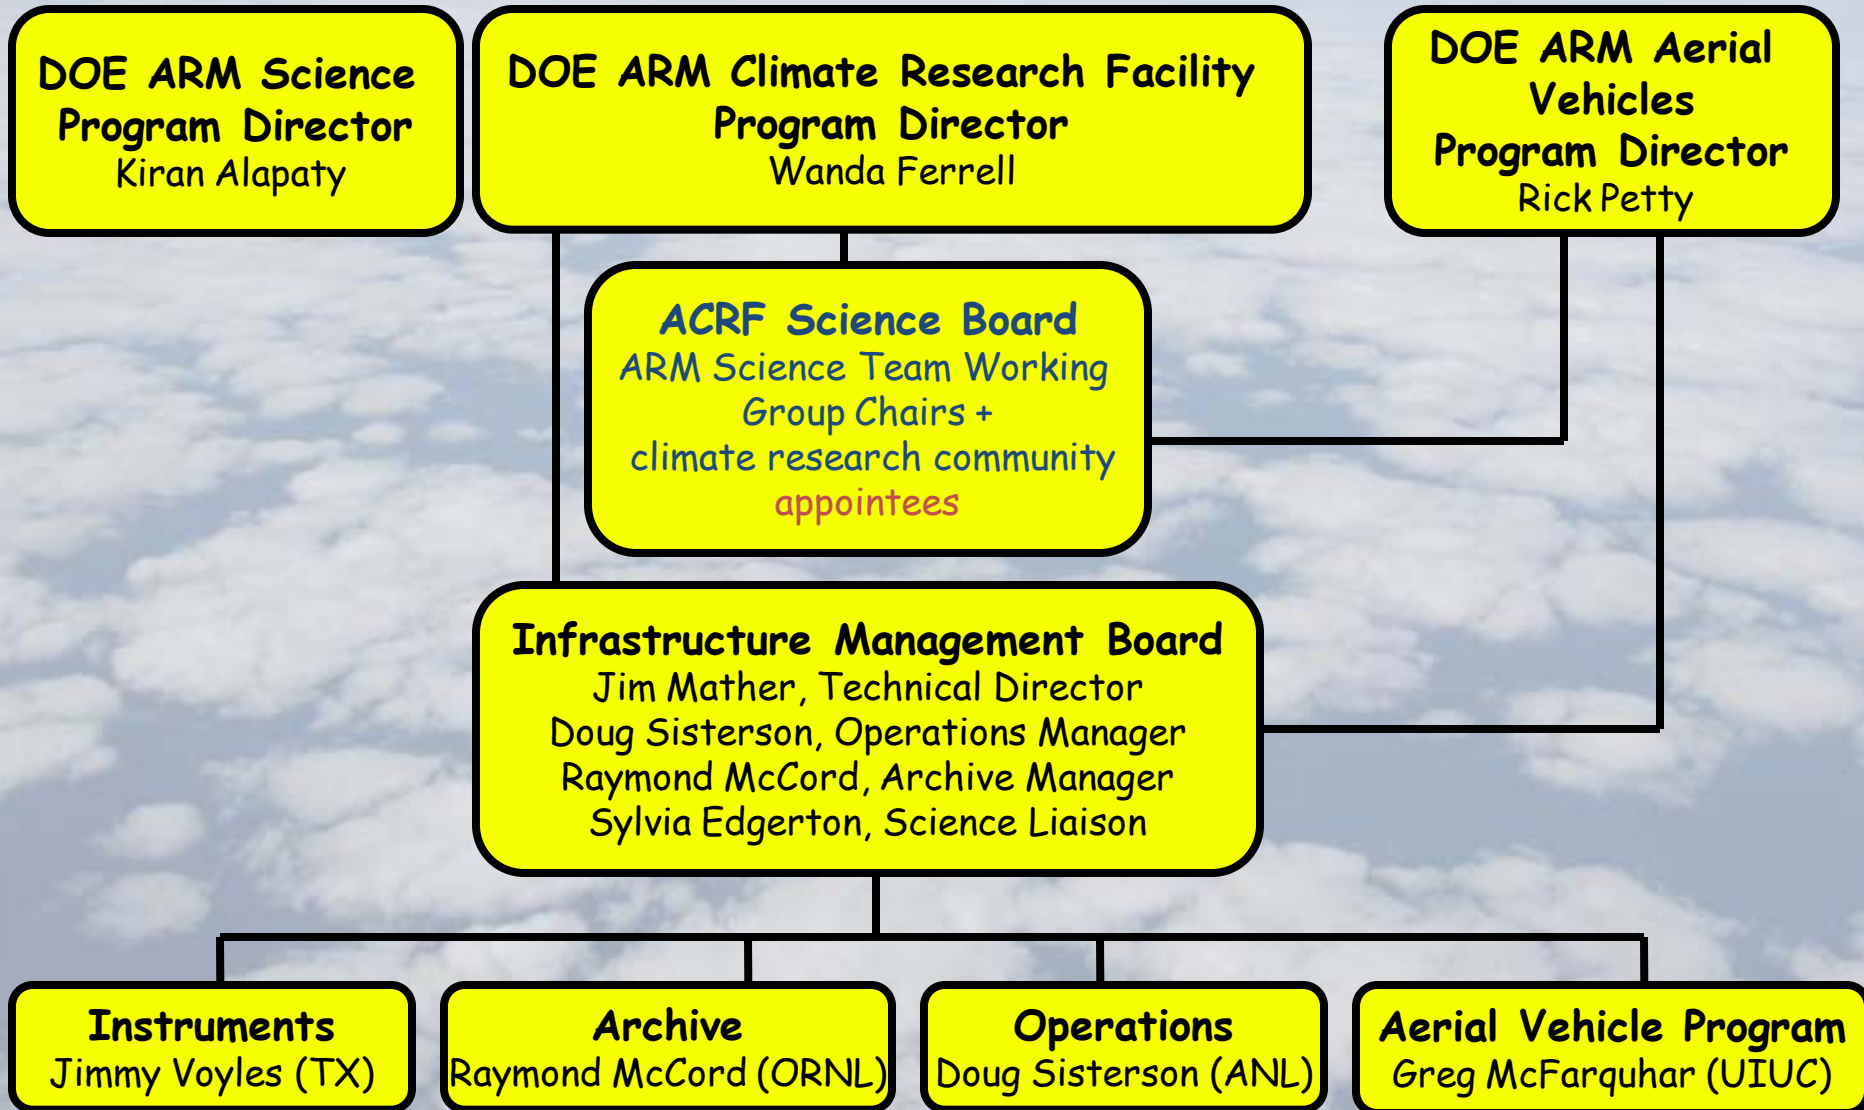 DOE ARM Science
Program Director
Kiran Alapaty
DOE ARM Climate Research Facility
Program Director
Wanda Ferrell
DOE ARM Aerial
Vehicles
Program Director
Rick Petty
ACRF Science Board
ARM Science Team Working
Group Chairs +
climate research community
appointees
Infrastructure Management Board
Jim Mather, Technical Director
Doug Sisterson, Operations Manager
Raymond McCord, Archive Manager
Sylvia Edgerton, Science Liaison
Instruments
Jimmy Voyles (TX)
Archive
Raymond McCord (ORNL)
Operations
Doug Sisterson (ANL)
Aerial Vehicle Program
Greg McFarquhar (UIUC)